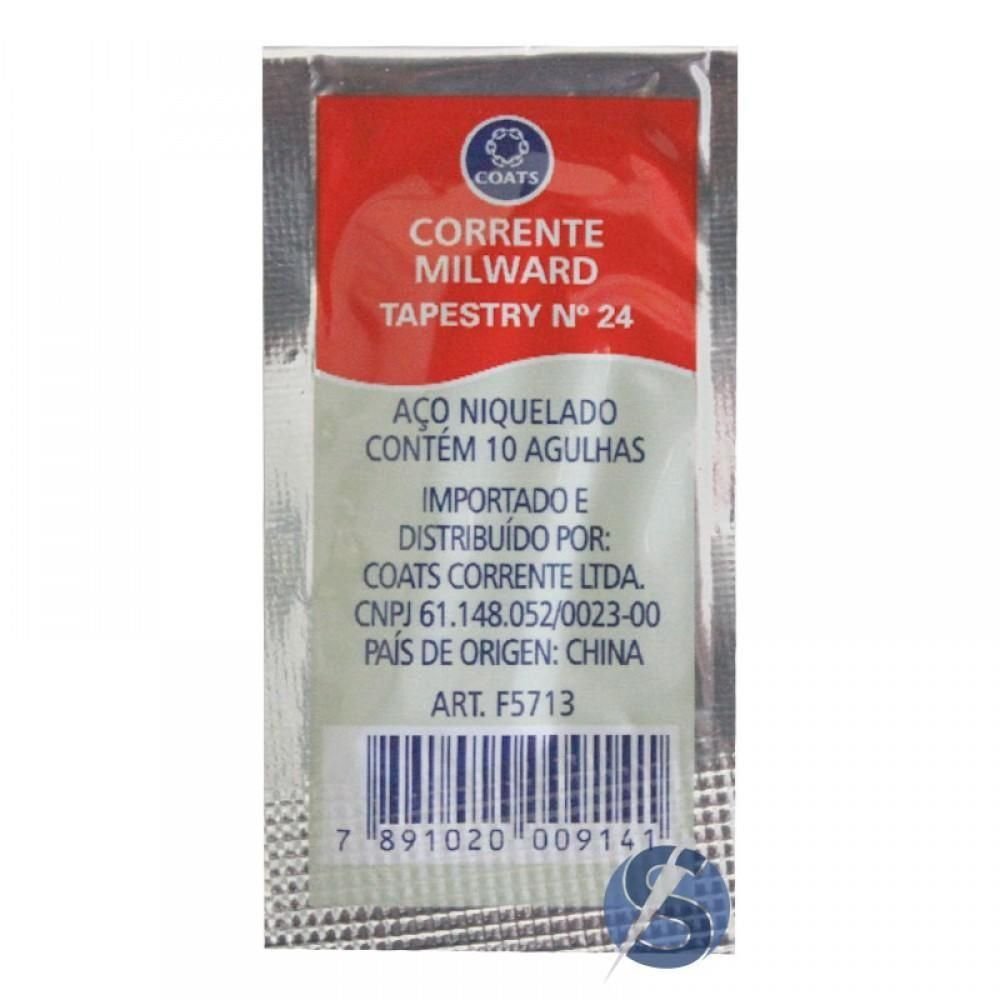 COATS
CORRENTE
MILWARD
TAPESTRY Nº 24
AÇO NIQUELADO
CONTÉM 10 AGULHAS
IMPORTADO E
DISTRIBUÍDO POR:
COATS CORRENTE LTDA.
CNPJ 61.148.052/0023-00
PAÍS DE ORIGEN: CHINA
ART. F5713
7 891020 009141
S